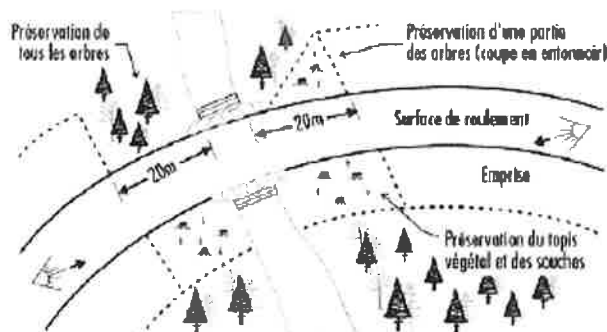 Préservation de
tous les arbres
Préservation d'une partie
des arbres (coupe en entonnoir)
20m
Surface de roulement
20m
Emprise
Préservation du tapis
végétal et des souches